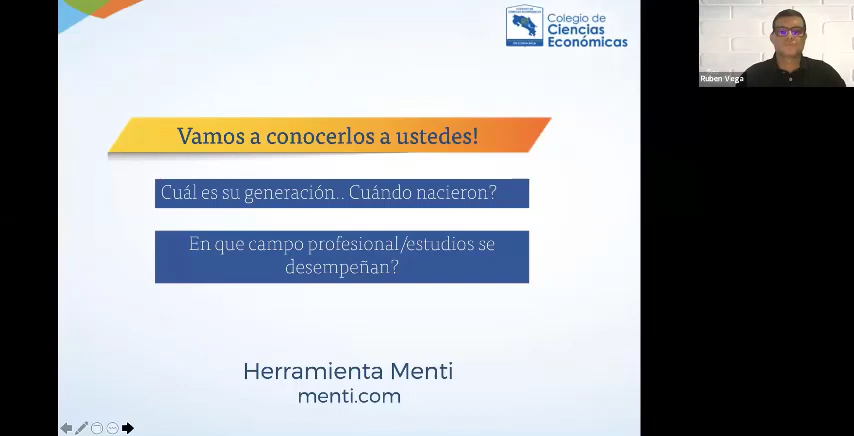 Colegio de
Ciencias
Económicas
Ruben Vega
Vamos a conocerlos a ustedes!
Cuál es su generación.. Cuándo nacieron?
En que campo profesional/estudios se
desempeñan?
Herramienta Menti
menti.com